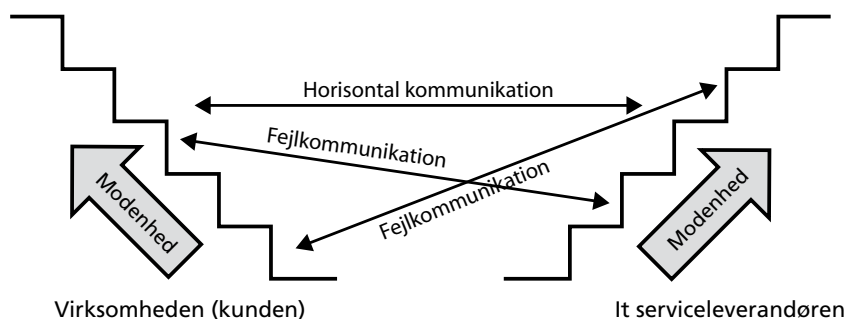 Horisontal kommunikation
Fejlkommunikation
Fejlkommunikation
Modenhed
Modenhed
Virksomheden (kunden)
It serviceleverandøren